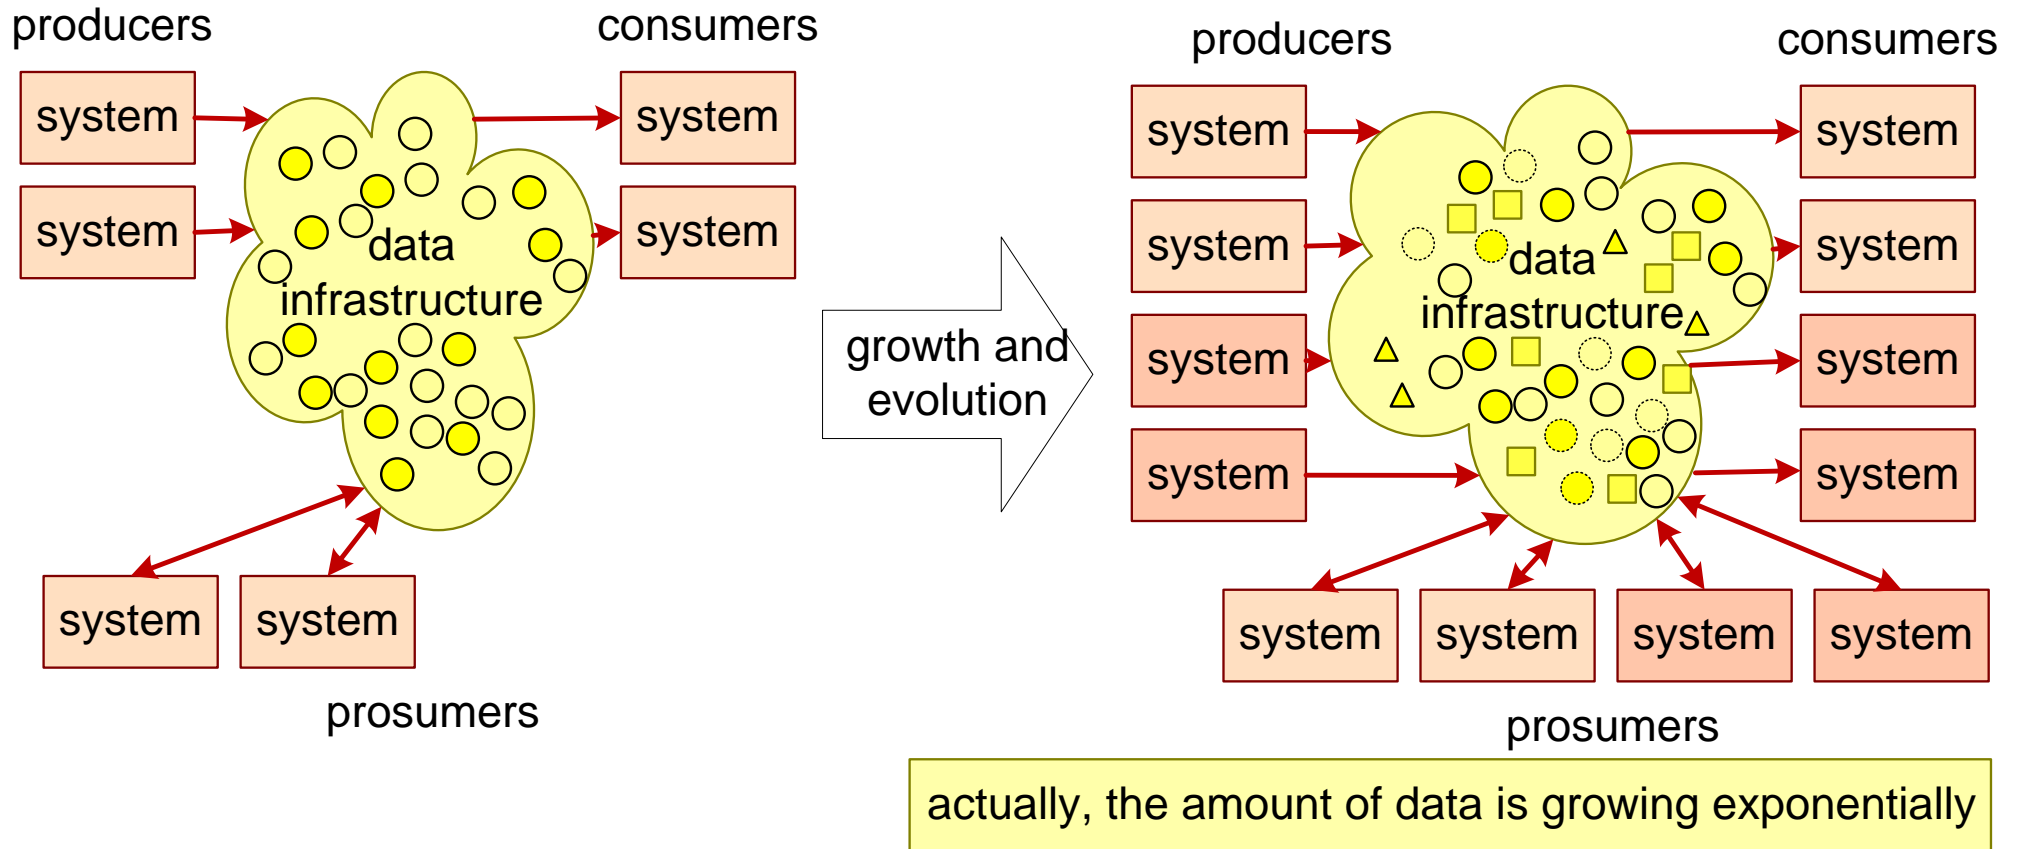 producers
consumers
system
system
system
system
data
infrastructure
system
system
prosumers
growth and
evolution
producers
consumers
system
system
system
system
data
infrastructure
system
system
system
system
system
system
system
system
prosumers
actually, the amount of data is growing exponentially